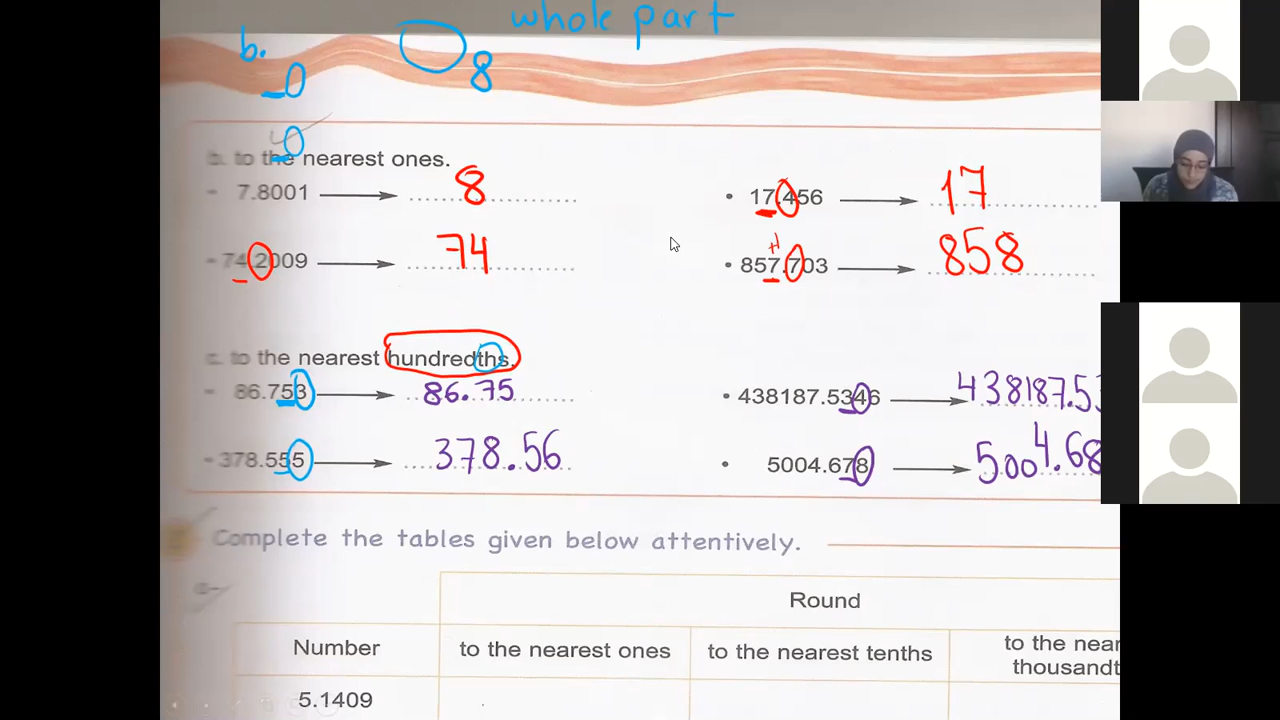 whole part
b.
0
8
0
b. to the nearest ones.
- 7.8001 8
• 17.456 17
- 74.2009 74
+1
• 857.703 858
c. to the nearest hundredths.
- 86.753 86.75
• 438187.5346 438187.53
- 378.555 378.56
• 5004.678 5004.68
Complete the tables given below attentively.
a-
Round
Number
to the nearest ones
to the nearest tenths
to the near
thousandt
5.1409